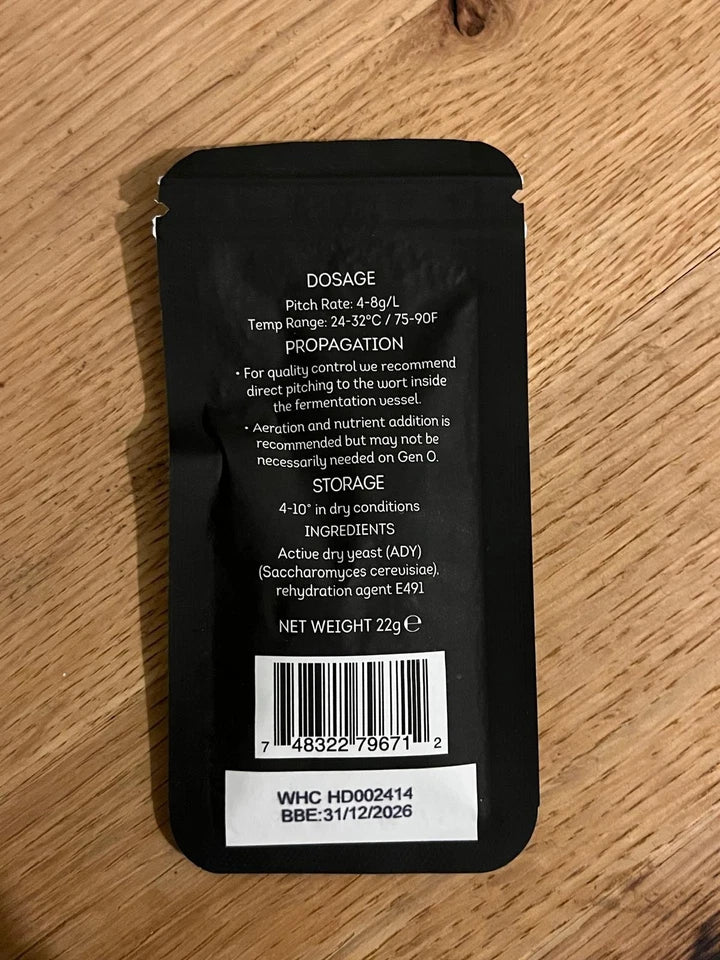 DOSAGE
Pitch Rate: 4-8g/L
Temp Range: 24-32°C / 75-90F
PROPAGATION
• For quality control we recommend
direct pitching to the wort inside
the fermentation vessel.
• Aeration and nutrient addition is
recommended but may not be
necessarily needed on Gen 0.
STORAGE
4-10° in dry conditions
INGREDIENTS
Active dry yeast (ADY)
(Saccharomyces cerevisiae),
rehydration agent E491
NET WEIGHT 22g ℮
7 48322 79671 2
WHC HD002414
BBE:31/12/2026